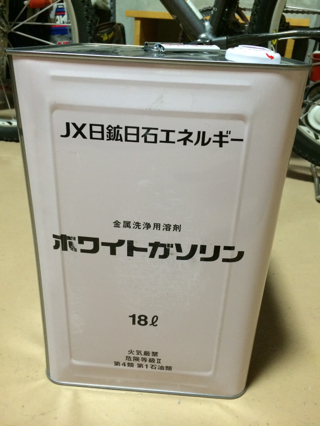 JX日鉱日石エネルギー
金属洗浄用溶剤
ホワイトガソリン
18ℓ
火気厳禁
危険等級Ⅱ
第4類 第1石油類